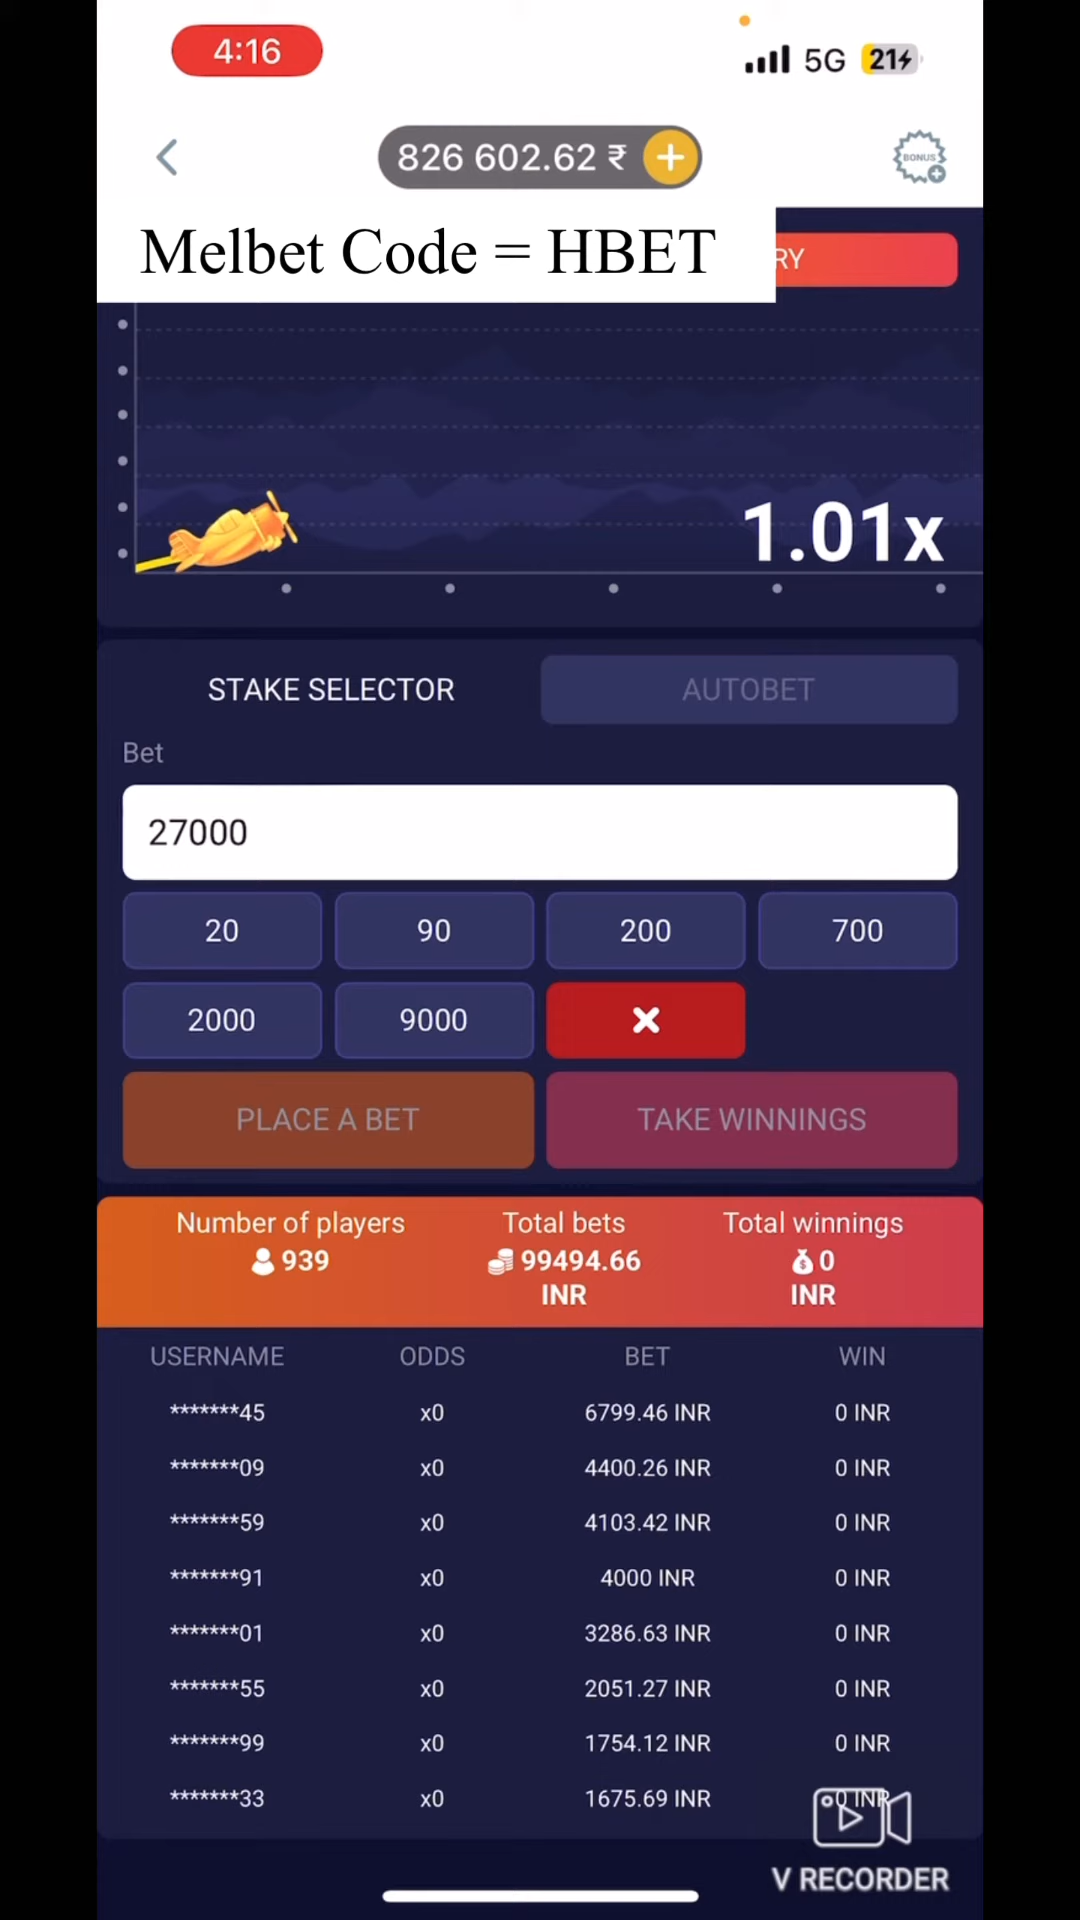 4:16
5G 21
826 602.62 ₹ +
BONUS
Melbet Code = HBET
RY
1.01x
STAKE SELECTOR AUTOBET
Bet
27000
20 90 200 700
2000 9000
PLACE A BET TAKE WINNINGS
Number of players Total bets Total winnings
939 99494.66 0
INR INR
USERNAME ODDS BET WIN
*******45 x0 6799.46 INR 0 INR
*******09 x0 4400.26 INR 0 INR
*******59 x0 4103.42 INR 0 INR
*******91 x0 4000 INR 0 INR
*******01 x0 3286.63 INR 0 INR
*******55 x0 2051.27 INR 0 INR
*******99 x0 1754.12 INR 0 INR
*******33 x0 1675.69 INR 0 INR
V RECORDER